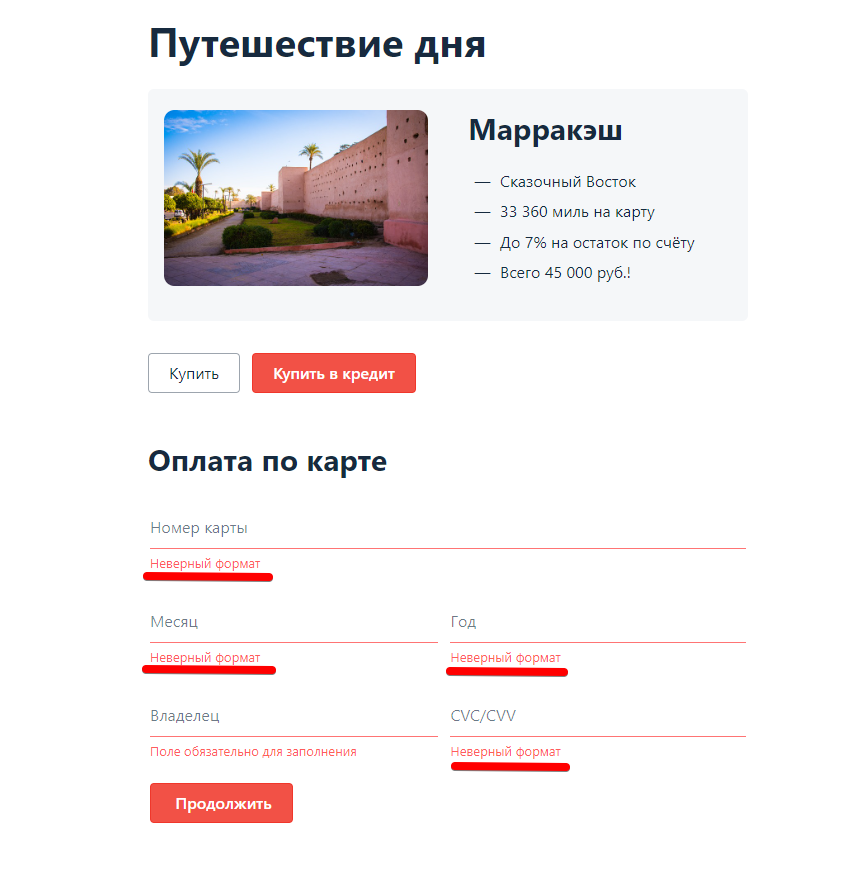 Путешествие дня
Марракэш
— Сказочный Восток
— 33 360 миль на карту
— До 7% на остаток по счёту
— Всего 45 000 руб.!
Купить
Купить в кредит
Оплата по карте
Номер карты
Неверный формат
Месяц
Год
Неверный формат
Неверный формат
Владелец
CVC/CVV
Поле обязательно для заполнения
Неверный формат
Продолжить